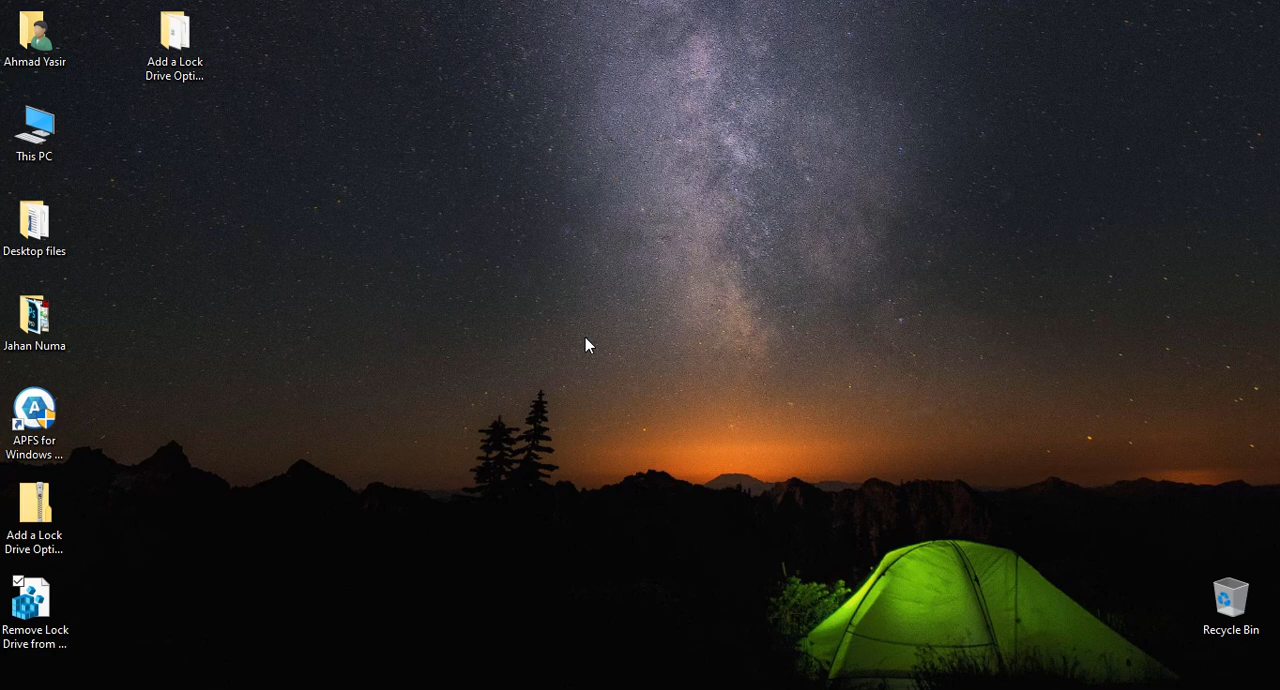 Ahmad Yasir
This PC
Desktop files
Jahan Numa
APFS for
Windows ...
Add a Lock
Drive Opti...
Remove Lock
Drive from ...
Add a Lock
Drive Opti...
Recycle Bin